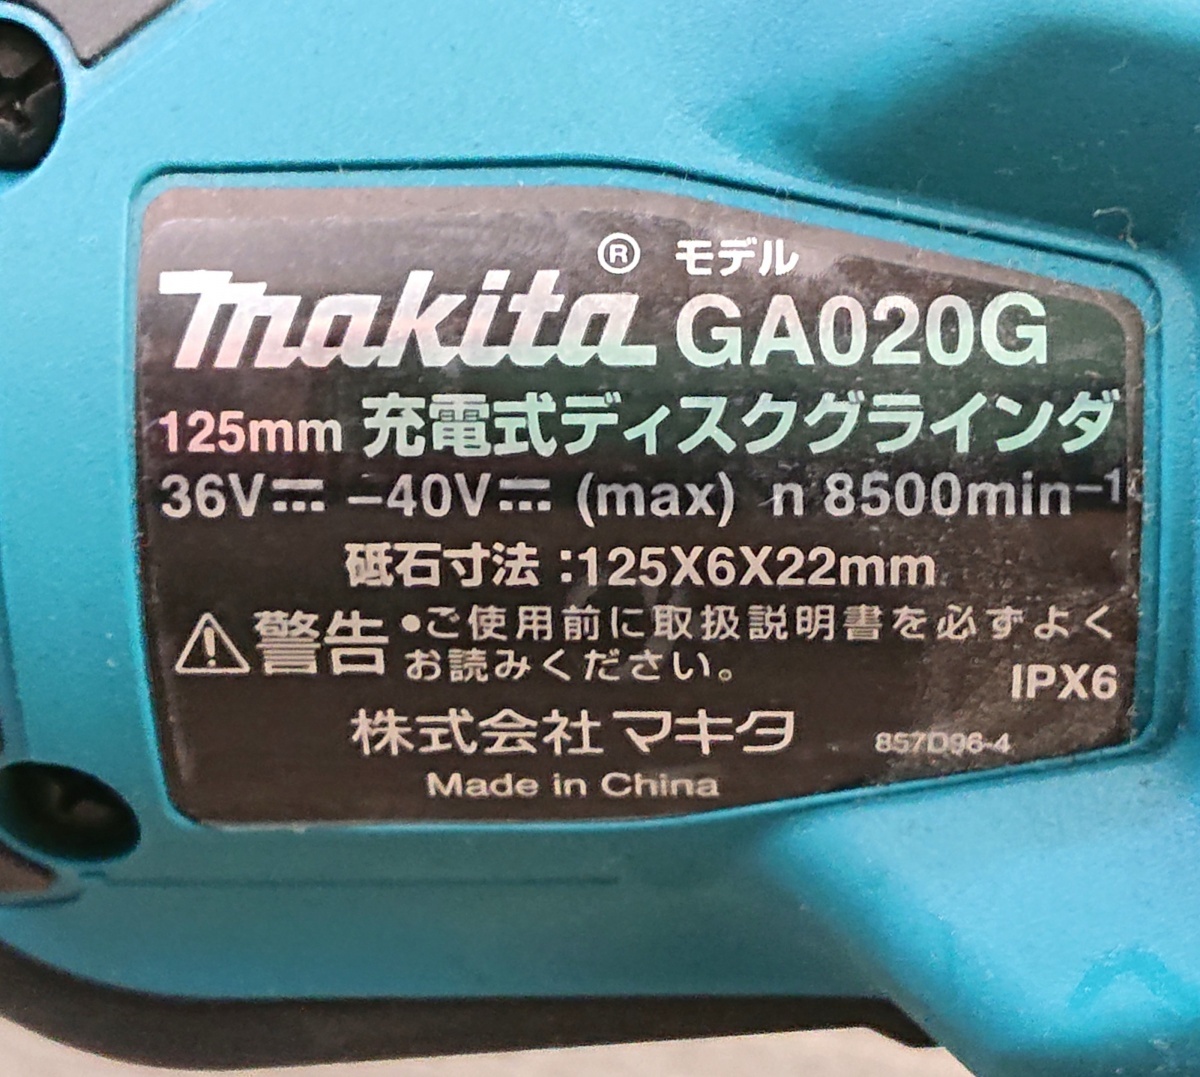 makita® モデル GA020G
125mm 充電式ディスクグラインダ
36V⎓ -40V⎓ (max) n 8500min-1
砥石寸法:125X6X22mm
⚠警告 •ご使用前に取扱説明書を必ずよく
お読みください。
IPX6
株式会社マキタ 857D96-4
Made in China